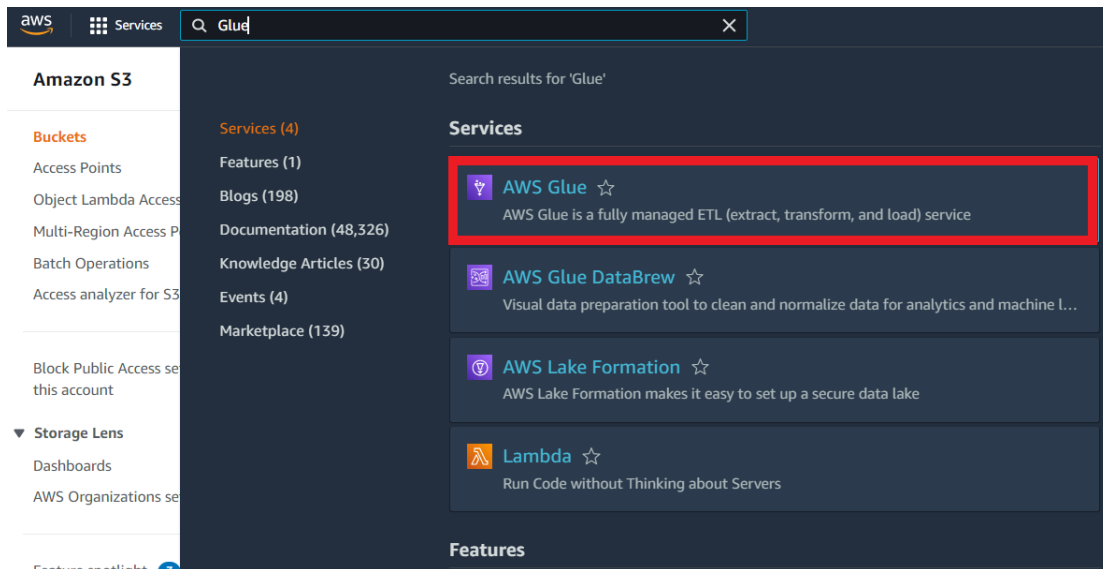 aws
Services
Glue
Amazon S3
Buckets
Access Points
Object Lambda Access
Multi-Region Access
Batch Operations
Access analyzer for S3
Block Public Access
this account
Storage Lens
Dashboards
AWS Organizations
Search results for 'Glue'
Services (4)
Features (1)
Blogs (198)
Documentation (48,326)
Knowledge Articles (30)
Events (4)
Marketplace (139)
Services
AWS Glue
AWS Glue is a fully managed ETL (extract, transform, and load) service
AWS Glue DataBrew
Visual data preparation tool to clean and normalize data for analytics and machine l...
AWS Lake Formation
AWS Lake Formation makes it easy to set up a secure data lake
Lambda
Run Code without Thinking about Servers
Features